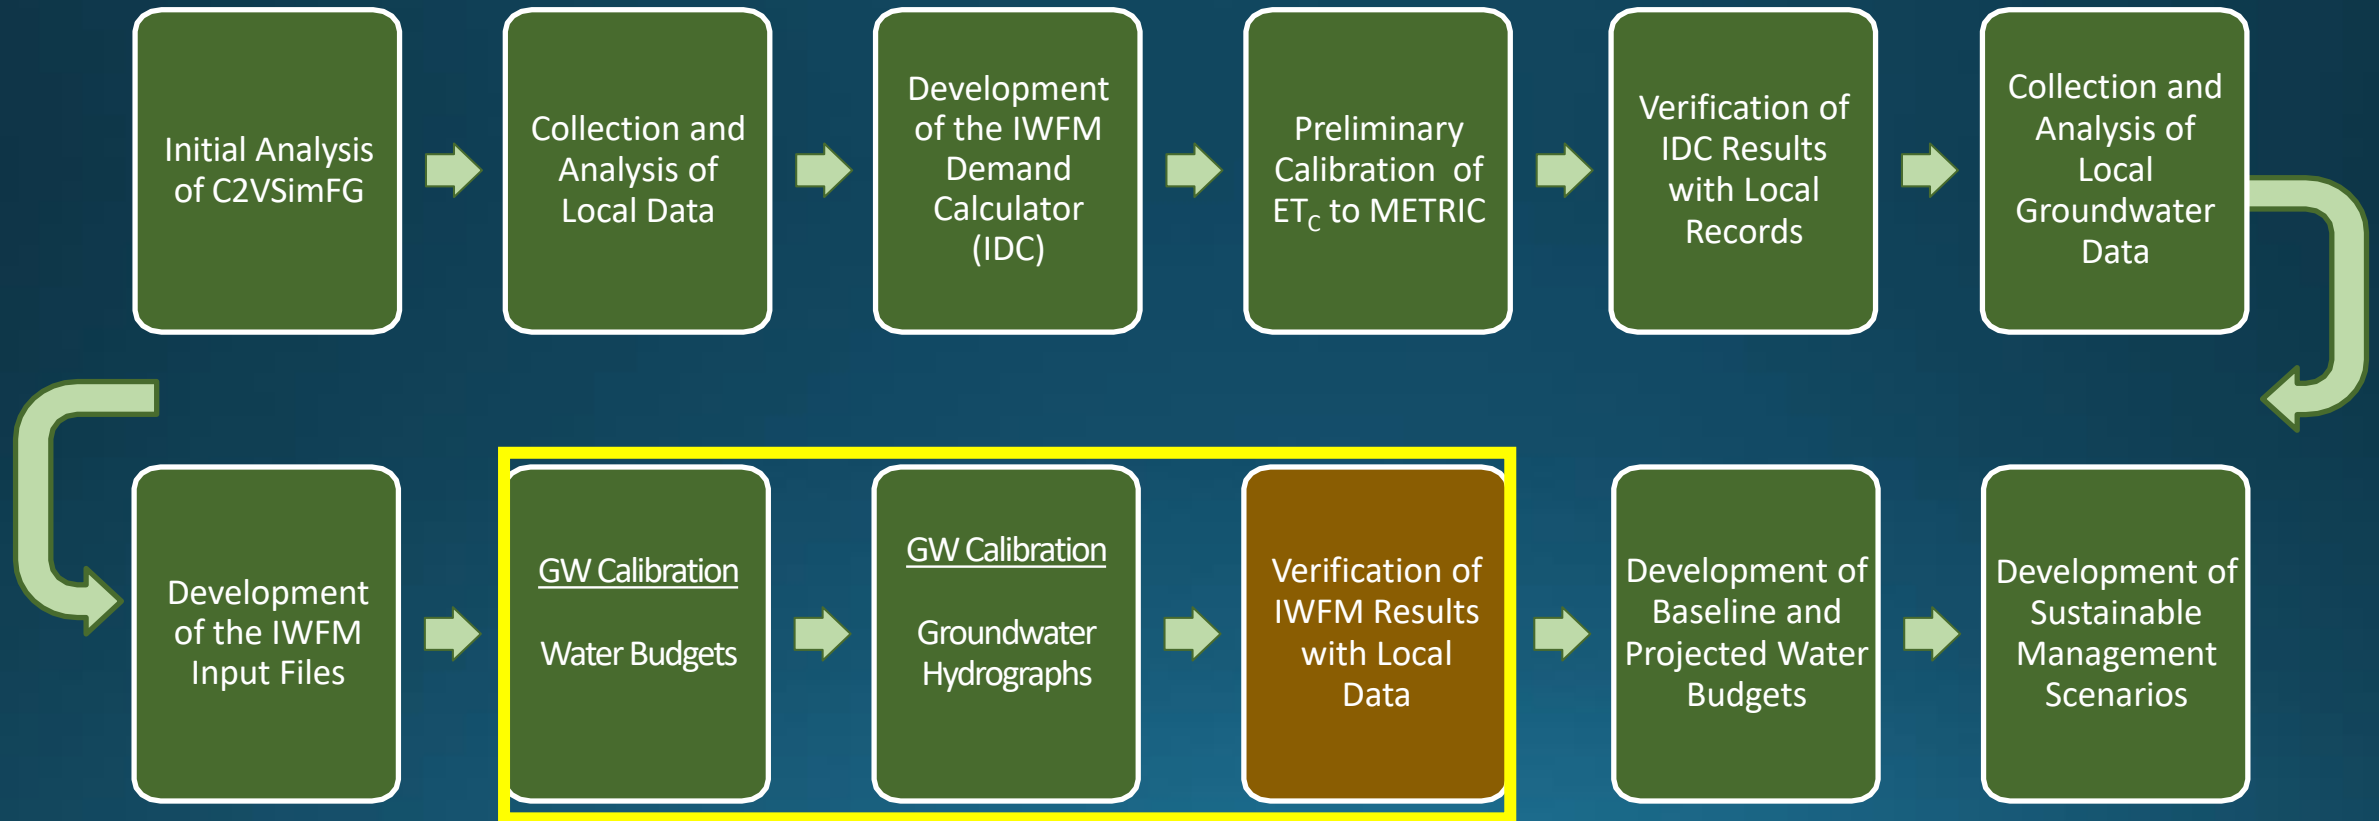 Initial Analysis
of C2VSimFG
Collection and
Analysis of
Local Data
Development
of the IWFM
Demand
Calculator
(IDC)
Preliminary
Calibration of
ETC to METRIC
Verification of
IDC Results
with Local
Records
Collection and
Analysis of
Local
Groundwater
Data
Development
of the IWFM
Input Files
GW Calibration
Water Budgets
GW Calibration
Groundwater
Hydrographs
Verification of
IWFM Results
with Local
Data
Development of
Baseline and
Projected Water
Budgets
Development of
Sustainable
Management
Scenarios